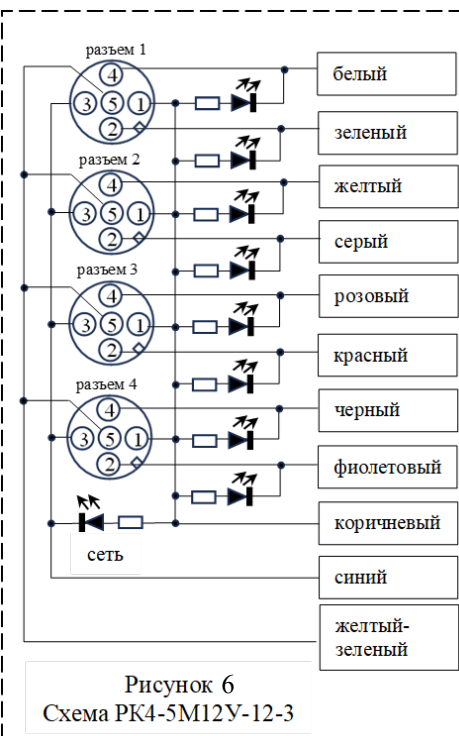 разъем 1
4
3 5 1
2
белый
зеленый
разъем 2
4
3 5 1
2
желтый
серый
разъем 3
4
3 5 1
2
розовый
красный
разъем 4
4
3 5 1
2
черный
фиолетовый
коричневый
сеть
синий
желтый-
зеленый
Рисунок 6
Схема РК4-5М12У-12-3